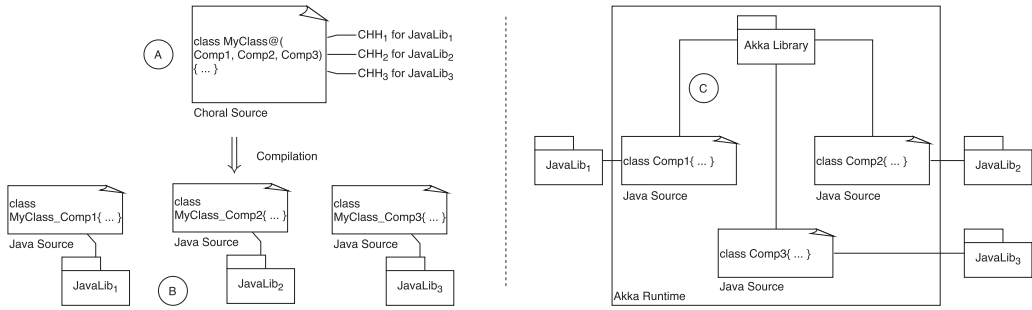 A
class MyClass@(
Comp1, Comp2, Comp3)
{ ... }
CHH₁ for JavaLib₁
CHH₂ for JavaLib₂
CHH₃ for JavaLib₃
Choral Source
Compilation
class
MyClass_Comp1{ ... }
Java Source
JavaLib₁
B
class
MyClass_Comp2{ ... }
Java Source
JavaLib₂
class
MyClass_Comp3{ ... }
Java Source
JavaLib₃
Akka Library
C
JavaLib₁
class Comp1{ ... }
Java Source
class Comp2{ ... }
Java Source
JavaLib₂
class Comp3{ ... }
Java Source
JavaLib₃
Akka Runtime